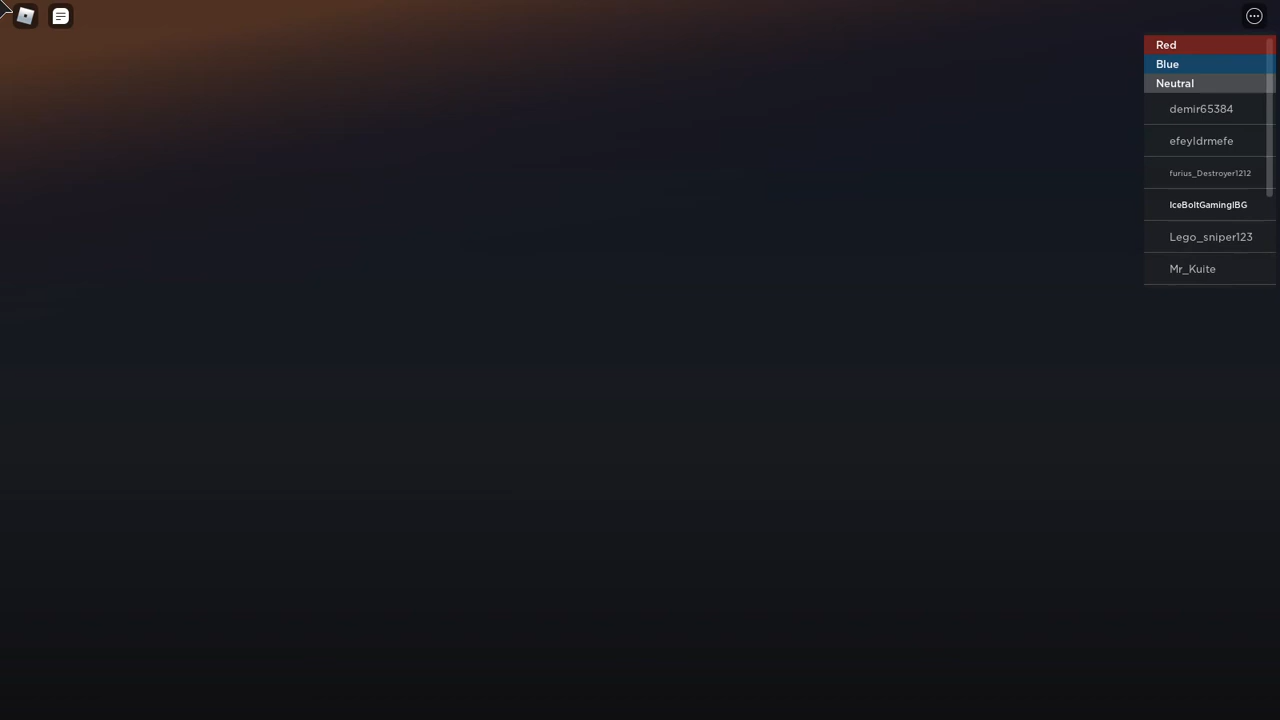 Red
Blue
Neutral
demir65384
efeyldrmefe
furius_Destroyer1212
IceBoltGamingIBG
Lego_sniper123
Mr_Kuite